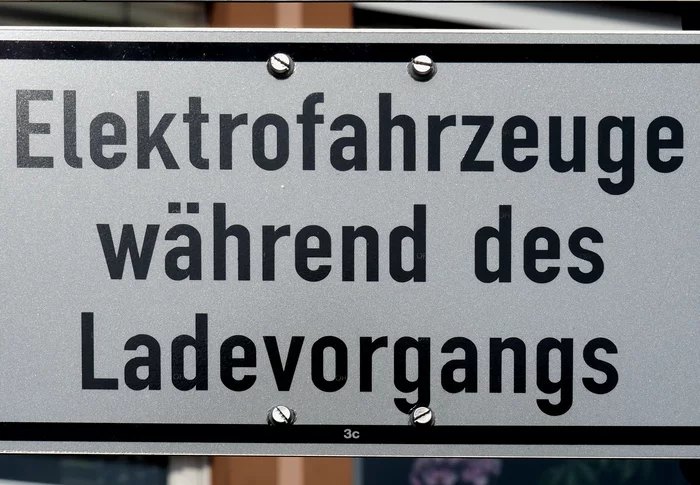 Elektrofahrzeuge
während des
Ladevorgangs
3c